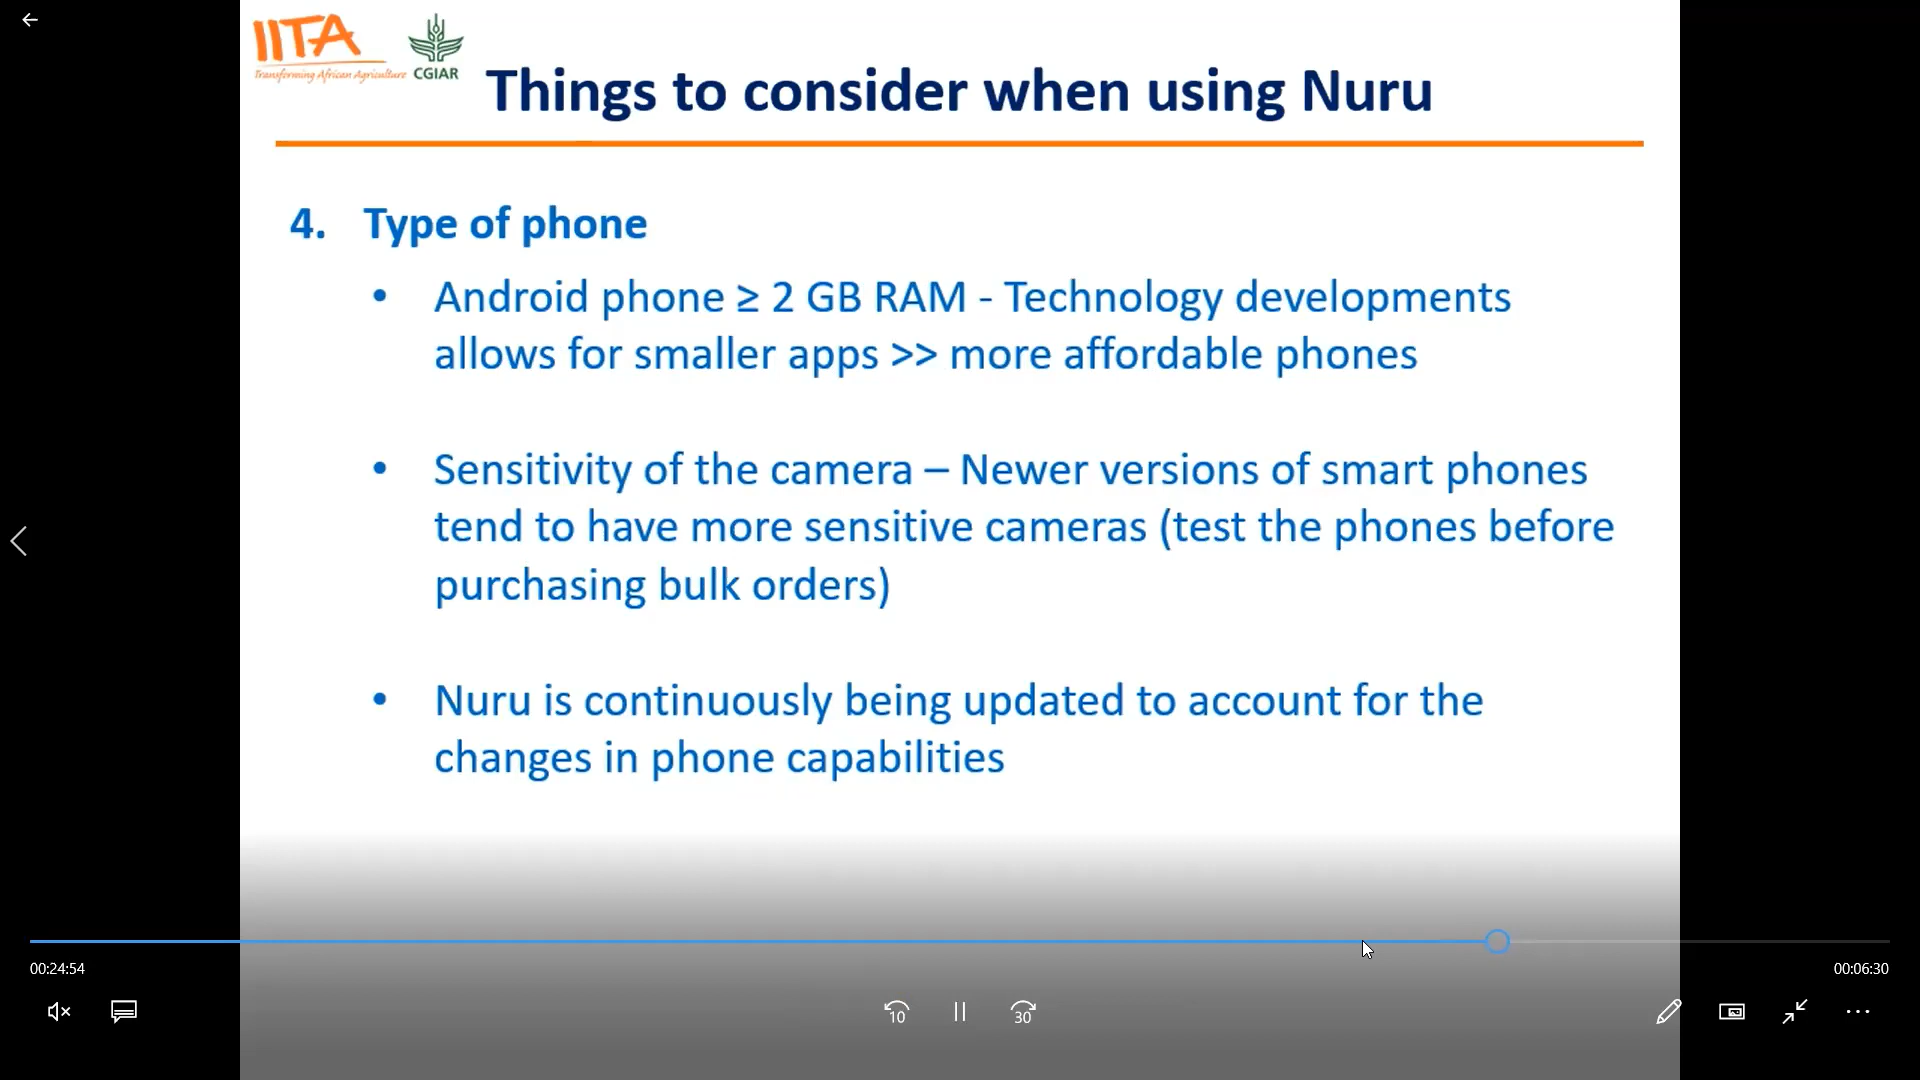 IITA
Transforming African Agriculture
CGIAR
Things to consider when using Nuru
4. Type of phone
• Android phone ≥ 2 GB RAM - Technology developments
allows for smaller apps >> more affordable phones
• Sensitivity of the camera – Newer versions of smart phones
tend to have more sensitive cameras (test the phones before
purchasing bulk orders)
• Nuru is continuously being updated to account for the
changes in phone capabilities
00:24:54
00:06:30
10
30